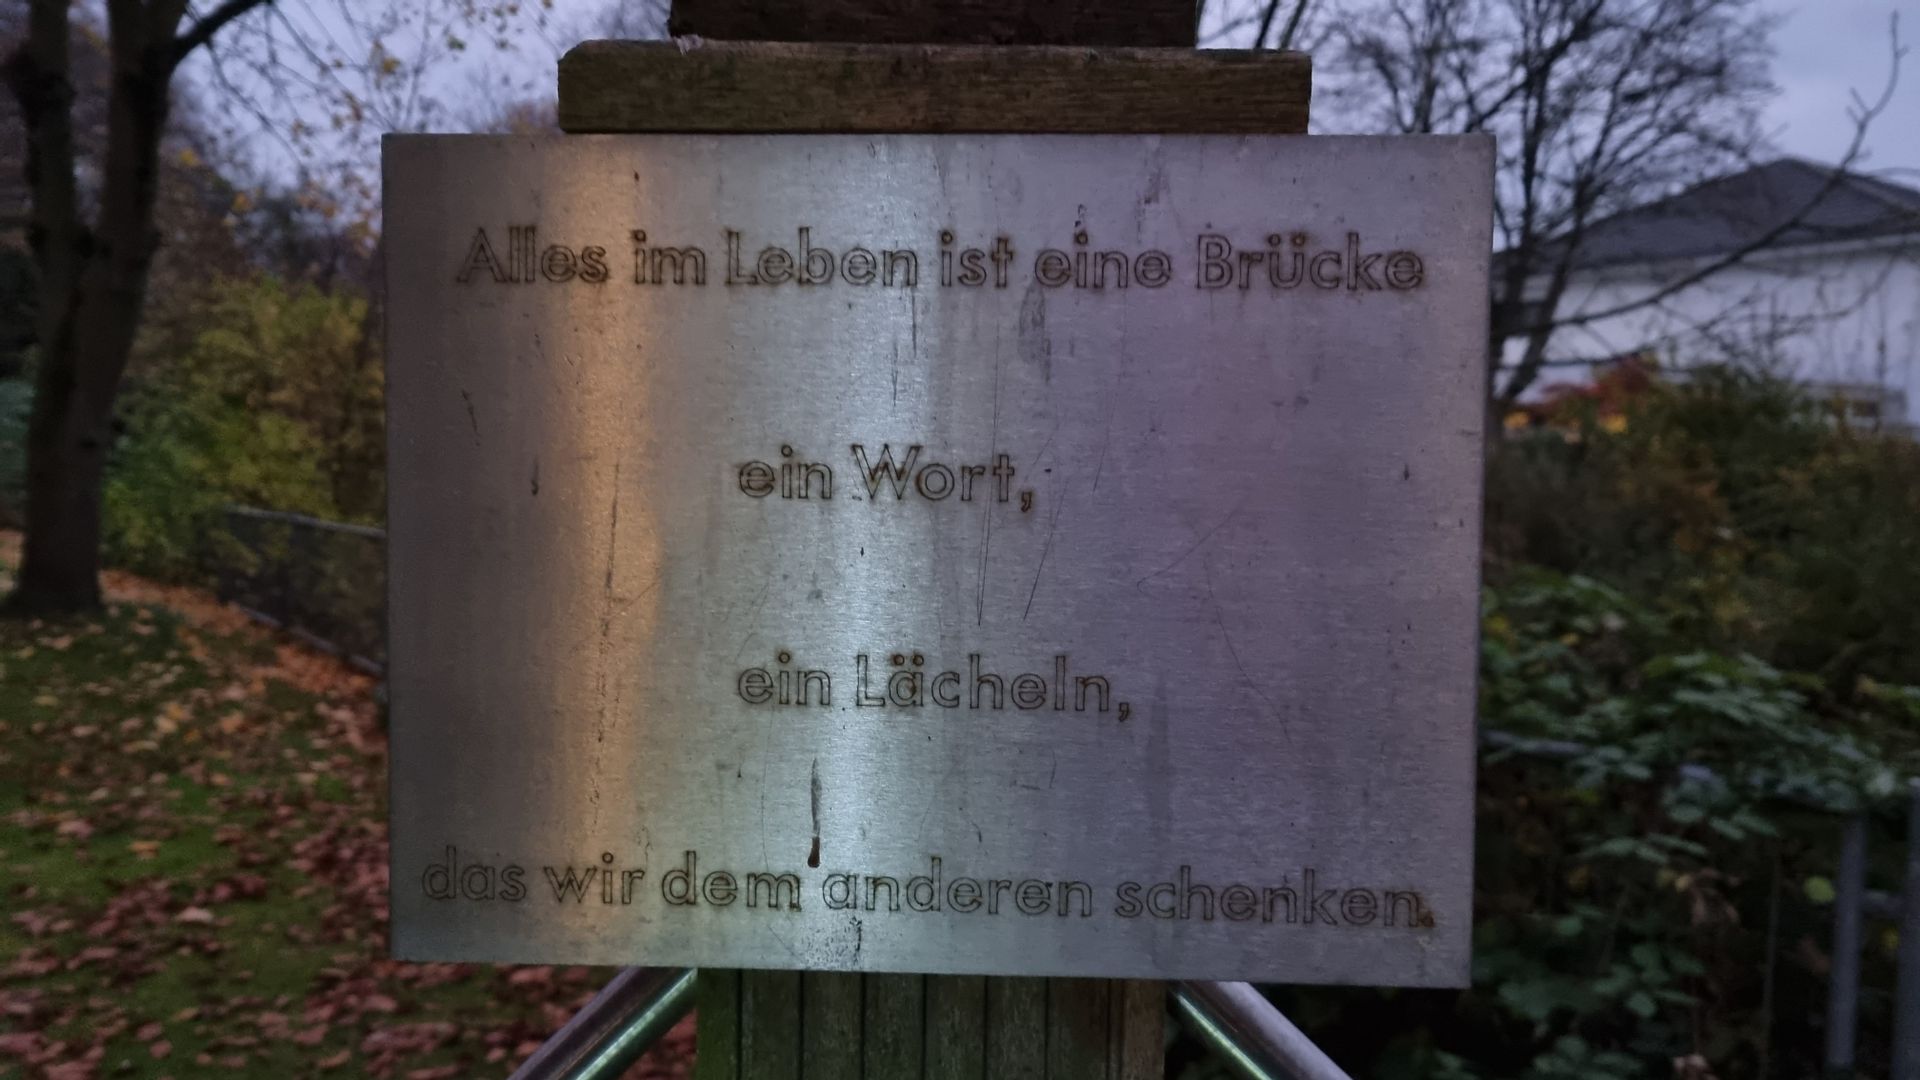 Alles im Leben ist eine Brücke
ein Wort,
ein Lächeln,
das wir dem anderen schenken.